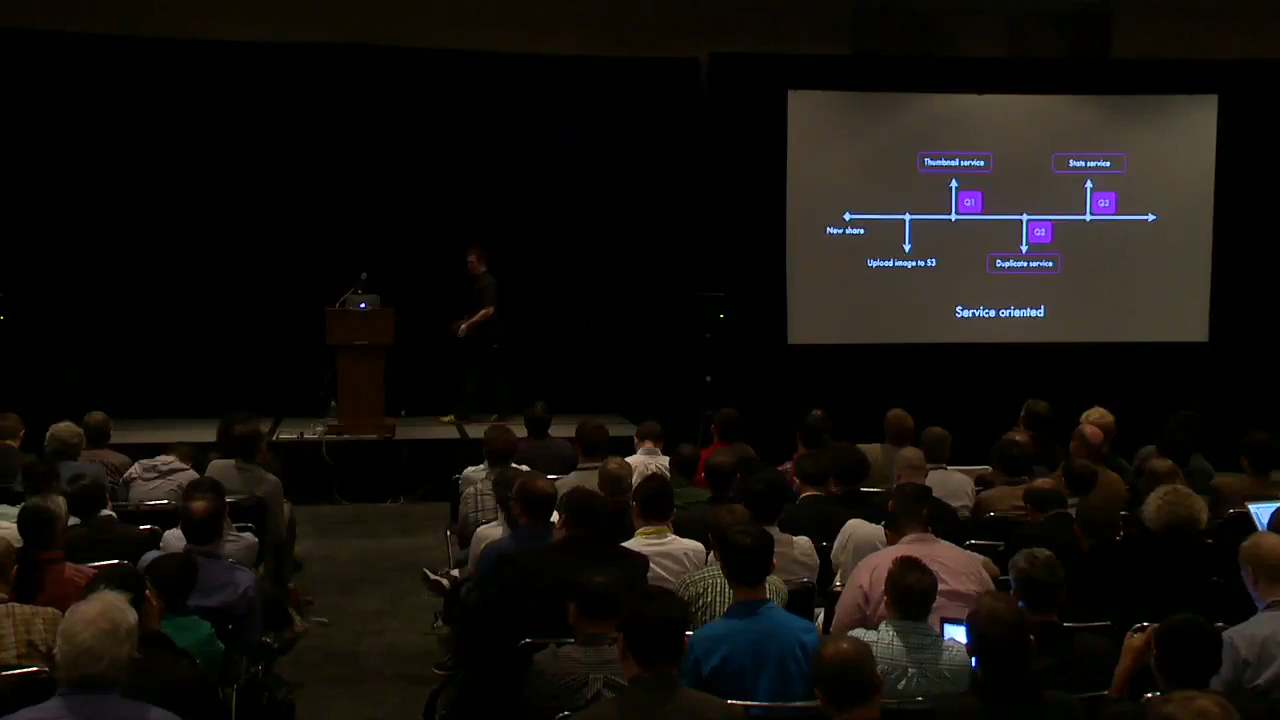 Thumbnail service
Stats service
Q1
Q3
New share
Q2
Upload image to S3
Duplicate service
Service oriented